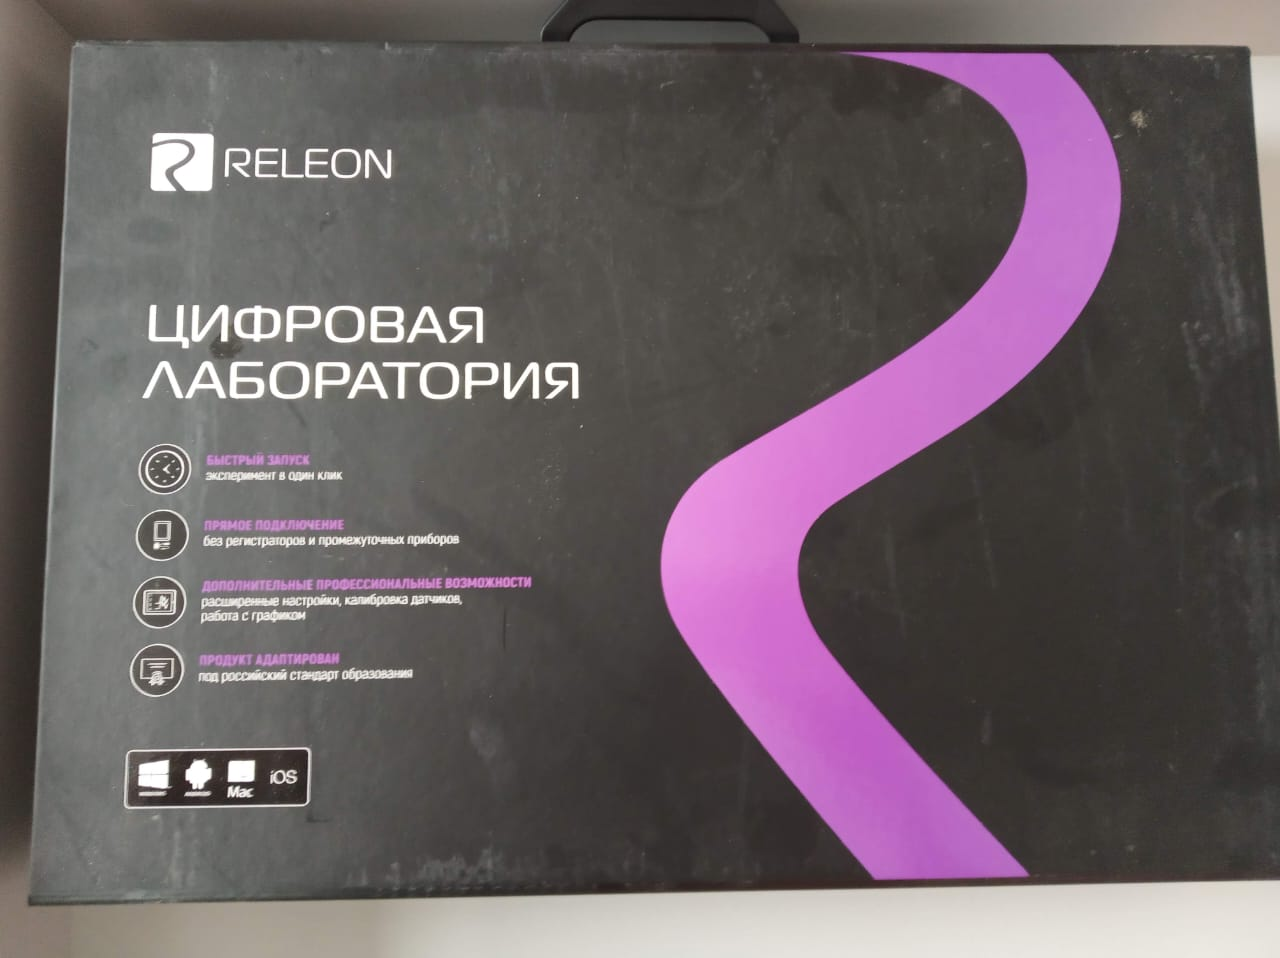 RELEON
ЦИФРОВАЯ
ЛАБОРАТОРИЯ
БЫСТРЫЙ ЗАПУСК
эксперимент в один клик
ПРЯМОЕ ПОДКЛЮЧЕНИЕ
без регистраторов и промежуточных приборов
ДОПОЛНИТЕЛЬНЫЕ ПРОФЕССИОНАЛЬНЫЕ ВОЗМОЖНОСТИ
расширенные настройки, калибровка датчиков,
работа с графиком
ПРОДУКТ АДАПТИРОВАН
под российский стандарт образования
Mac iOS